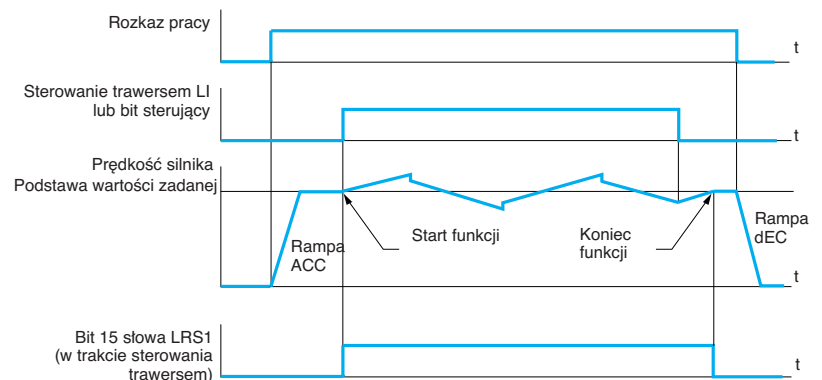 Rozkaz pracy
t
Sterowanie trawersem LI
lub bit sterujący
t
Prędkość silnika
Podstawa wartości zadanej
Rampa
ACC
Start funkcji
Koniec
funkcji
Rampa
dEC
t
Bit 15 słowa LRS1
(w trakcie sterowania
trawersem)
t